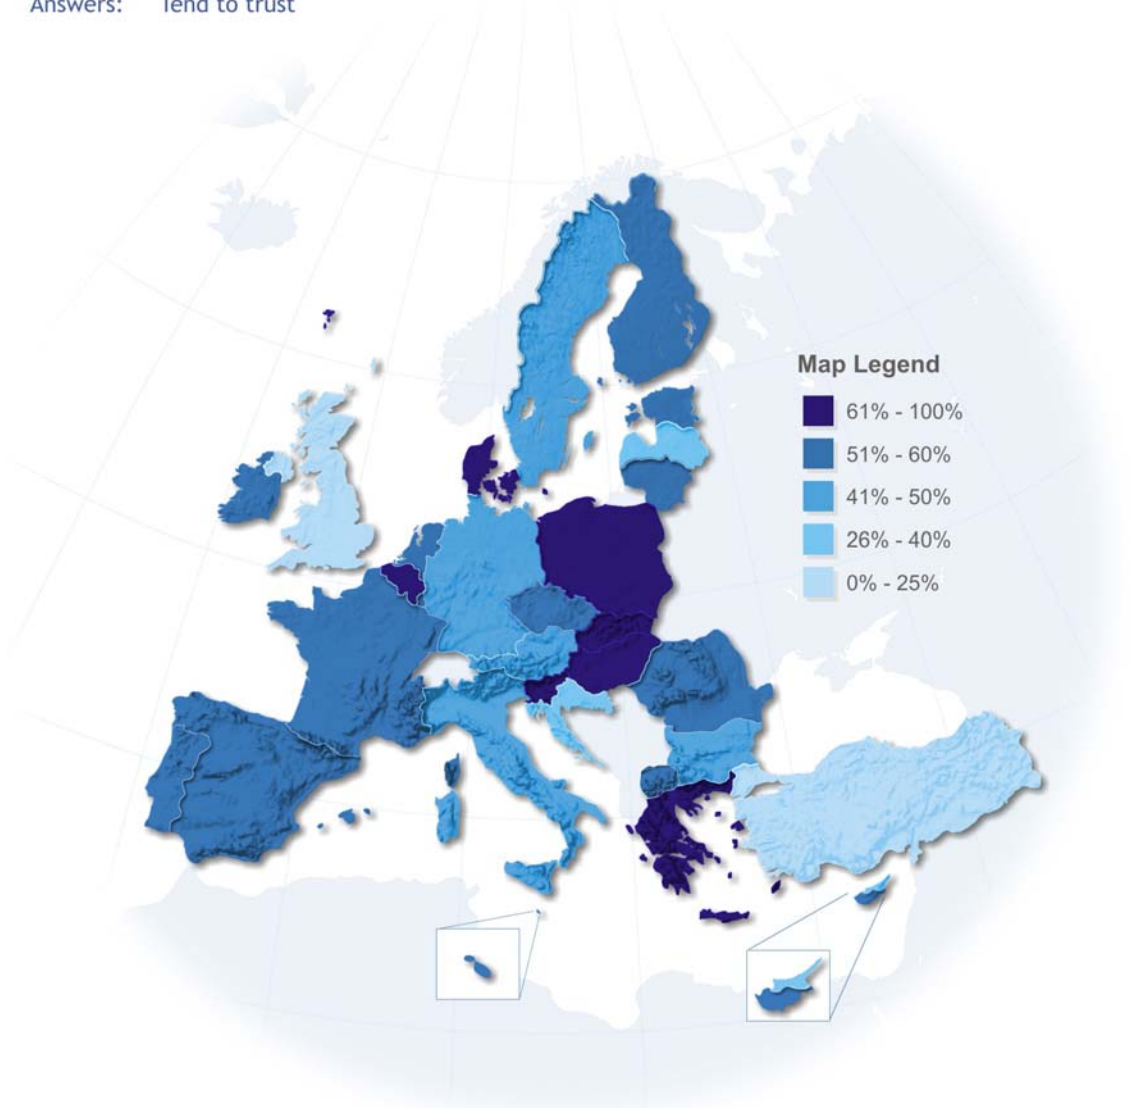 Answers: Tend to trust
Map Legend
61% - 100%
51% - 60%
41% - 50%
26% - 40%
0% - 25%